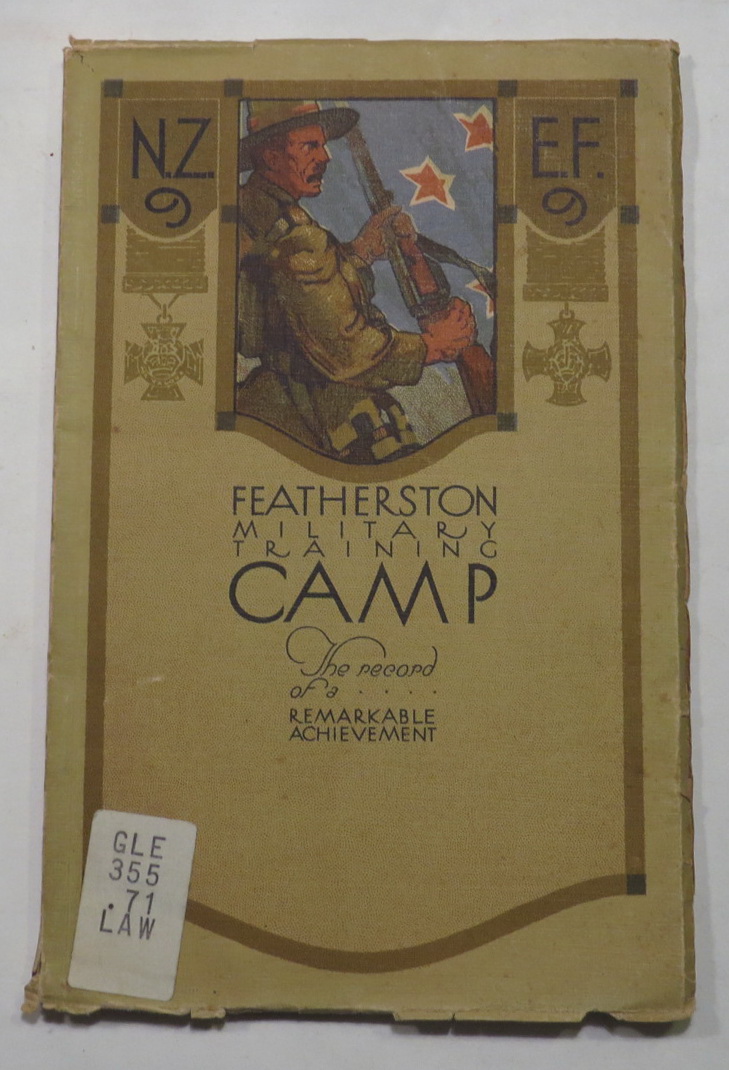 N.Z.
E.F.
FEATHERSTON
MILITARY
TRAINING
CAMP
The record
of a . . . .
REMARKABLE
ACHIEVEMENT
GLE
355
.71
LAW